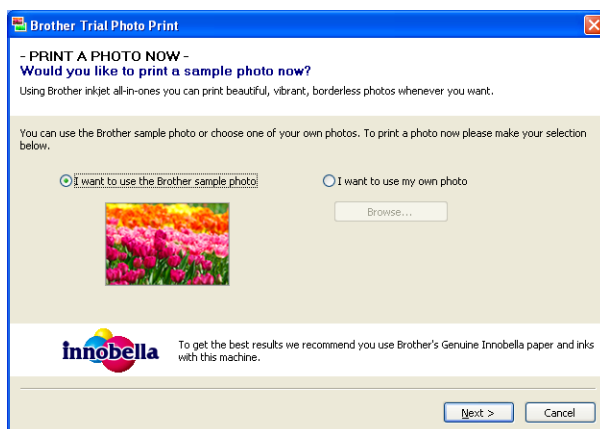 Brother Trial Photo Print
- PRINT A PHOTO NOW -
Would you like to print a sample photo now?
Using Brother inkjet all-in-ones you can print beautiful, vibrant, borderless photos whenever you want.
You can use the Brother sample photo or choose one of your own photos. To print a photo now please make your selection
below.
I want to use the Brother sample photo
I want to use my own photo
Browse...
innobella
To get the best results we recommend you use Brother's Genuine Innobella paper and inks
with this machine.
Next >
Cancel